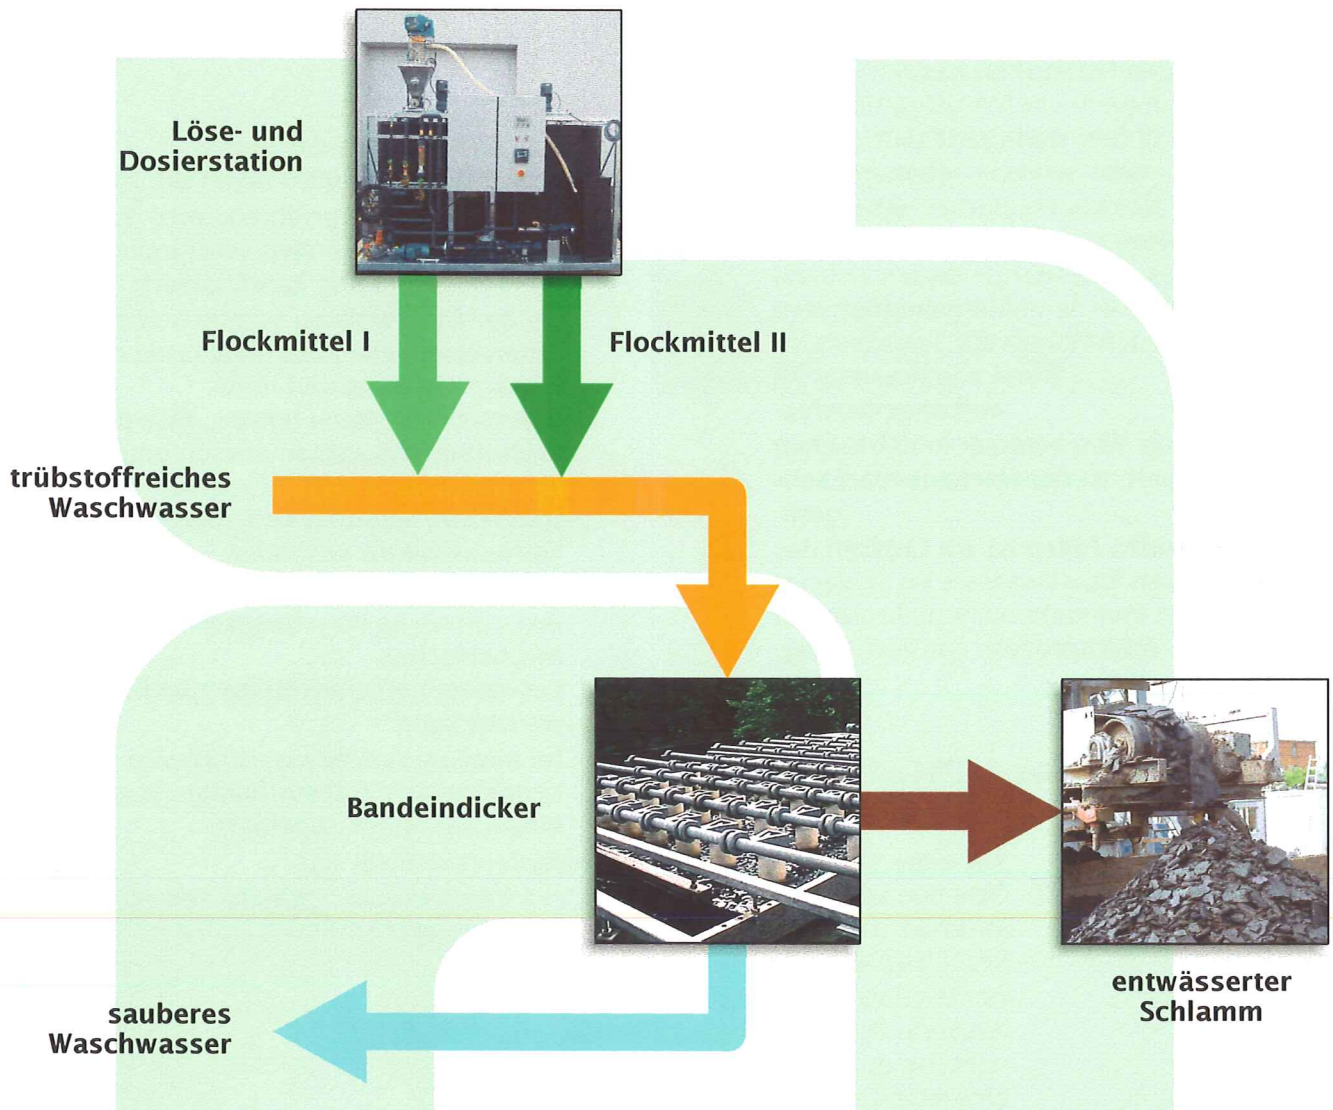 Löse- und
Dosierstation
Flockmittel I
Flockmittel II
trübstoffreiches
Waschwasser
Bandeindicker
entwässerter
Schlamm
sauberes
Waschwasser